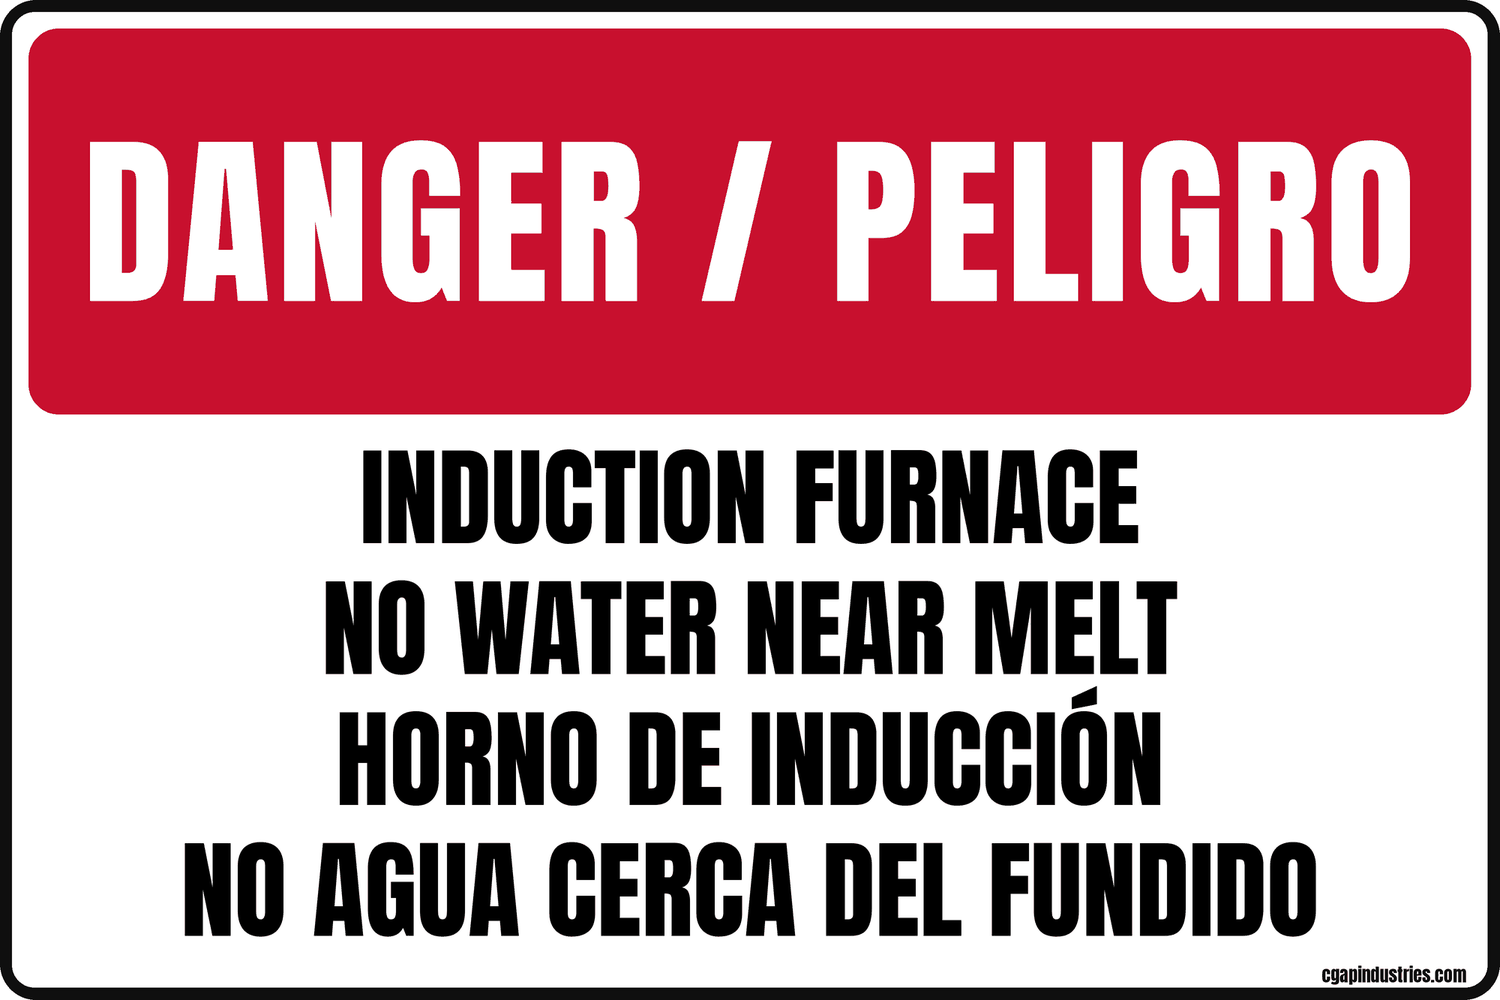 DANGER / PELIGRO
INDUCTION FURNACE
NO WATER NEAR MELT
HORNO DE INDUCCIÓN
NO AGUA CERCA DEL FUNDIDO
cgapindustries.com